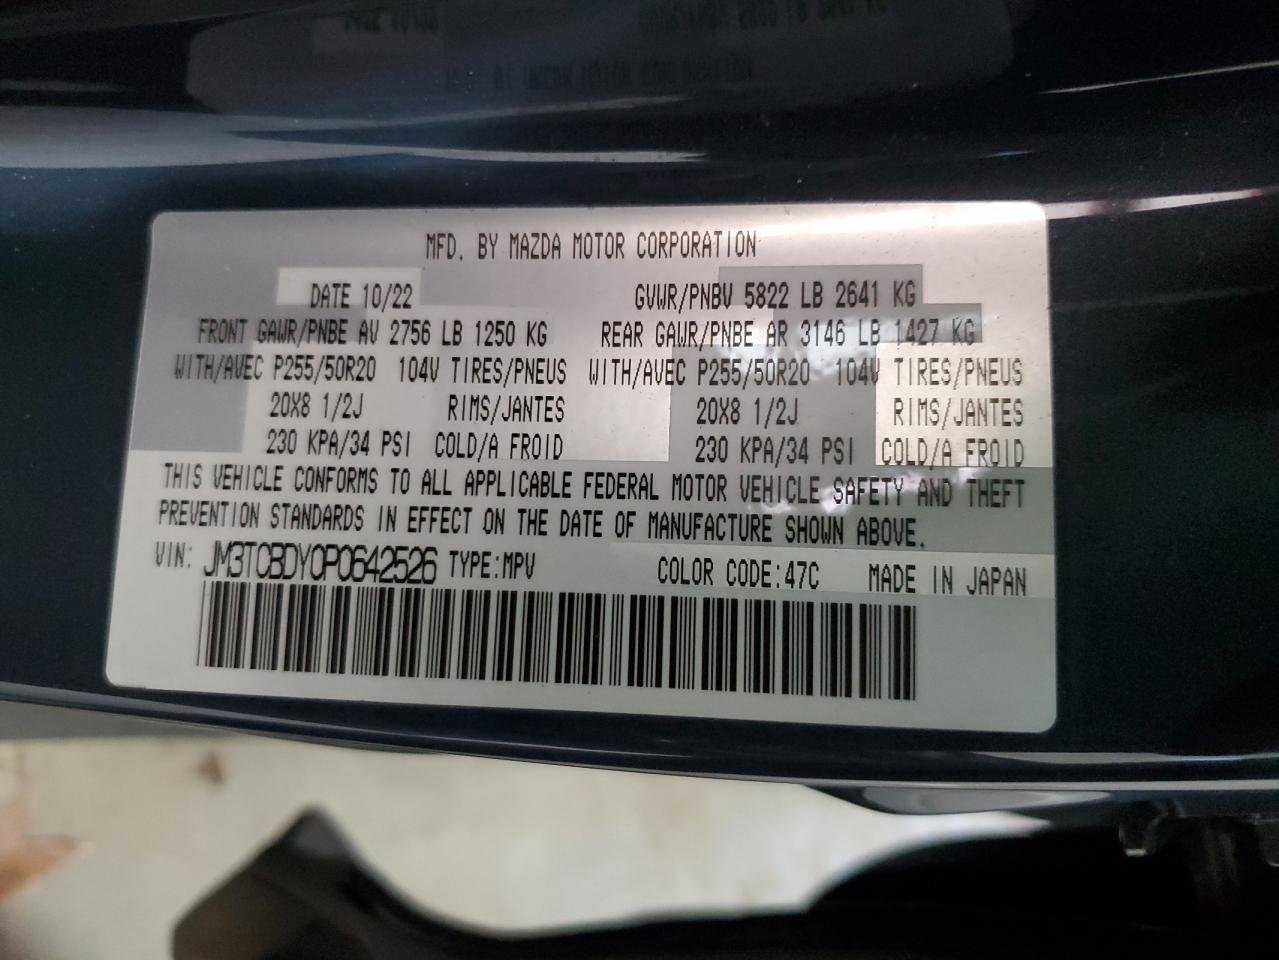 MFD. BY MAZDA MOTOR CORPORATION
DATE 10/22 GVWR/PNBV 5822 LB 2641 KG
FRONT GAWR/PNBE AV 2756 LB 1250 KG REAR GAWR/PNBE AR 3146 LB 1427 KG
WITH/AVEC P255/50R20 104V TIRES/PNEUS WITH/AVEC P255/50R20 104V TIRES/PNEUS
20X8 1/2J RIMS/JANTES 20X8 1/2J RIMS/JANTES
230 KPA/34 PSI COLD/A FROID 230 KPA/34 PSI COLD/A FROID
THIS VEHICLE CONFORMS TO ALL APPLICABLE FEDERAL MOTOR VEHICLE SAFETY AND THEFT
PREVENTION STANDARDS IN EFFECT ON THE DATE OF MANUFACTURE SHOWN ABOVE.
VIN: JM3TCBDY0P0642526 TYPE:MPV COLOR CODE:47C MADE IN JAPAN